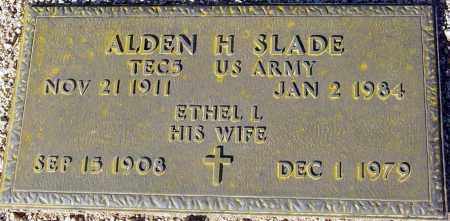 ALDEN H SLADE
TEC5 US ARMY
NOV 21 1911 JAN 2 1984
ETHEL L
HIS WIFE
SEP 15 1908 DEC 1 1979